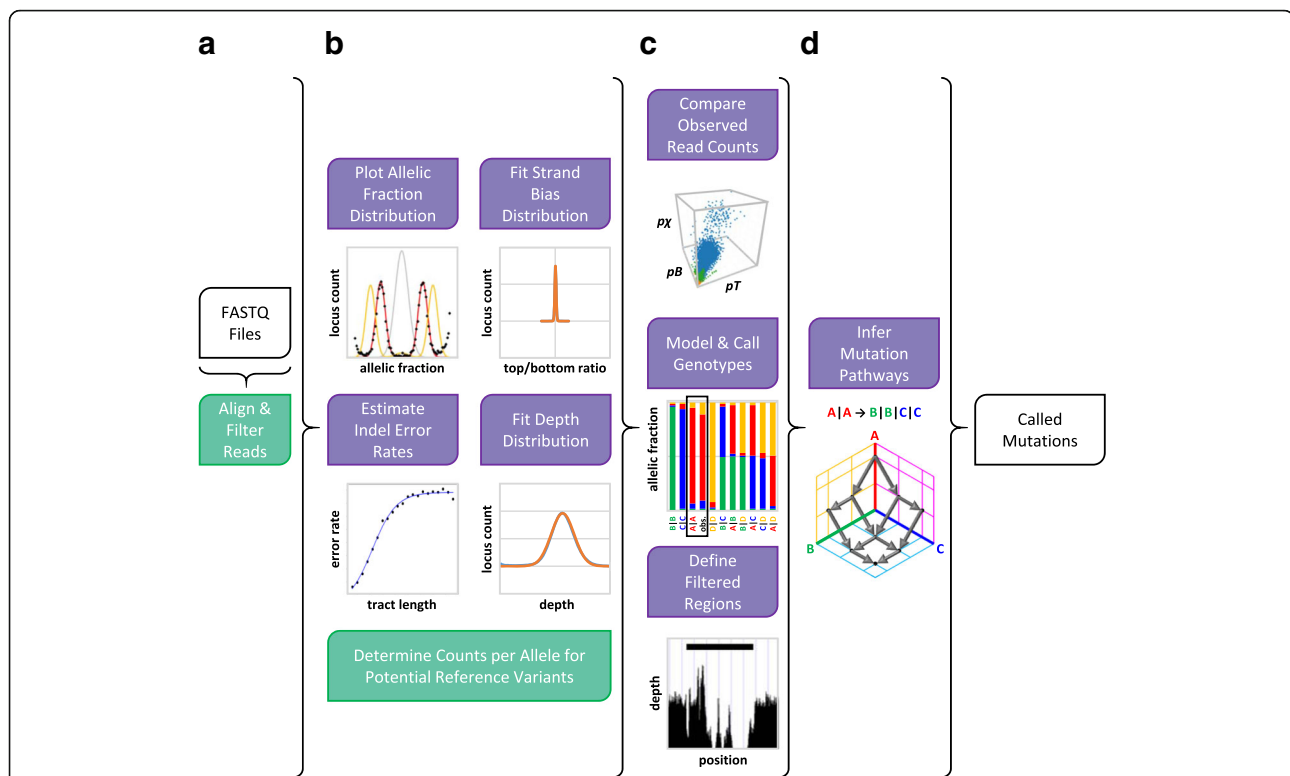 a
b
c
d
FASTQ
Files
Align &
Filter
Reads
Plot Allelic
Fraction
Distribution
locus count
allelic fraction
Fit Strand
Bias
Distribution
locus count
top/bottom ratio
Estimate
Indel Error
Rates
error rate
tract length
Fit Depth
Distribution
locus count
depth
Determine Counts per Allele for
Potential Reference Variants
Compare
Observed
Read Counts
pχ
pB
pT
Model & Call
Genotypes
allelic fraction
B|B
C|C
A|A
obs.
D|D
B|C
A|B
B|D
A|C
C|D
A|D
Define
Filtered
Regions
depth
position
Infer
Mutation
Pathways
A|A → B|B|C|C
A
B
C
Called
Mutations